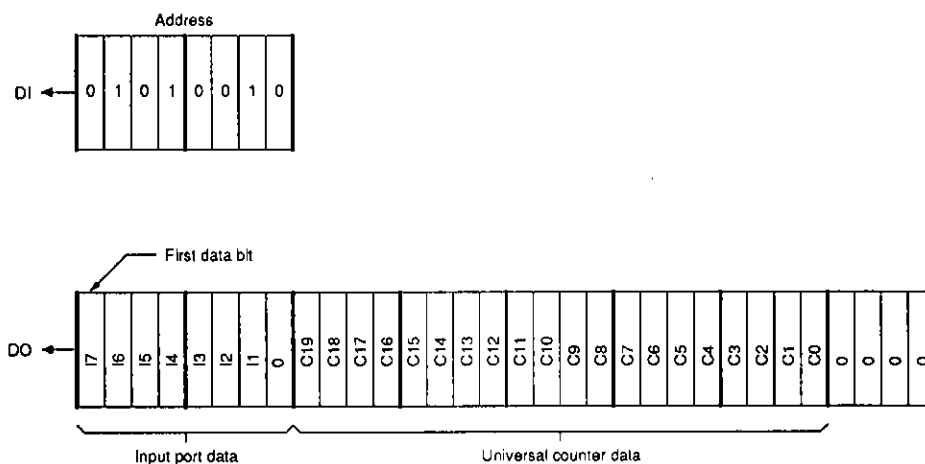 Address
DI
0 1 0 1 0 0 1 0
First data bit
DO
I7 I6 I5 I4 I3 I2 I1 0 C19 C18 C17 C16 C15 C14 C13 C12 C11 C10 C9 C8 C7 C6 C5 C4 C3 C2 C1 C0 0 0 0 0
Input port data
Universal counter data